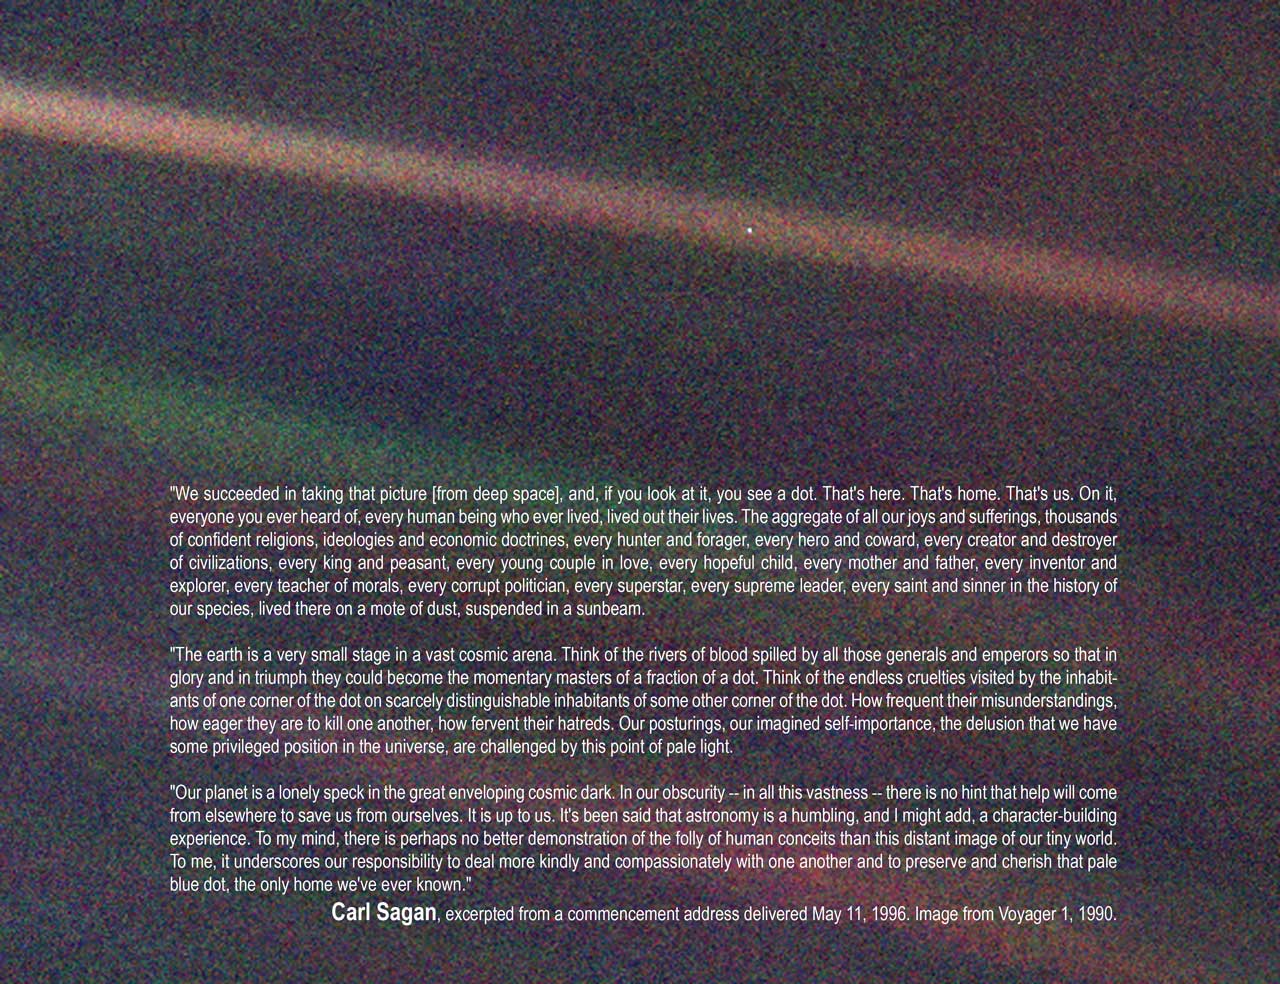 "We succeeded in taking that picture [from deep space], and, if you look at it, you see a dot. That's here. That's home. That's us. On it,
everyone you ever heard of, every human being who ever lived, lived out their lives. The aggregate of all our joys and sufferings, thousands
of confident religions, ideologies and economic doctrines, every hunter and forager, every hero and coward, every creator and destroyer
of civilizations, every king and peasant, every young couple in love, every hopeful child, every mother and father, every inventor and
explorer, every teacher of morals, every corrupt politician, every superstar, every supreme leader, every saint and sinner in the history of
our species, lived there on a mote of dust, suspended in a sunbeam.
"The earth is a very small stage in a vast cosmic arena. Think of the rivers of blood spilled by all those generals and emperors so that in
glory and in triumph they could become the momentary masters of a fraction of a dot. Think of the endless cruelties visited by the inhabit-
ants of one corner of the dot on scarcely distinguishable inhabitants of some other corner of the dot. How frequent their misunderstandings,
how eager they are to kill one another, how fervent their hatreds. Our posturings, our imagined self-importance, the delusion that we have
some privileged position in the universe, are challenged by this point of pale light.
"Our planet is a lonely speck in the great enveloping cosmic dark. In our obscurity -- in all this vastness -- there is no hint that help will come
from elsewhere to save us from ourselves. It is up to us. It's been said that astronomy is a humbling, and I might add, a character-building
experience. To my mind, there is perhaps no better demonstration of the folly of human conceits than this distant image of our tiny world.
To me, it underscores our responsibility to deal more kindly and compassionately with one another and to preserve and cherish that pale
blue dot, the only home we've ever known."
Carl Sagan, excerpted from a commencement address delivered May 11, 1996. Image from Voyager 1, 1990.